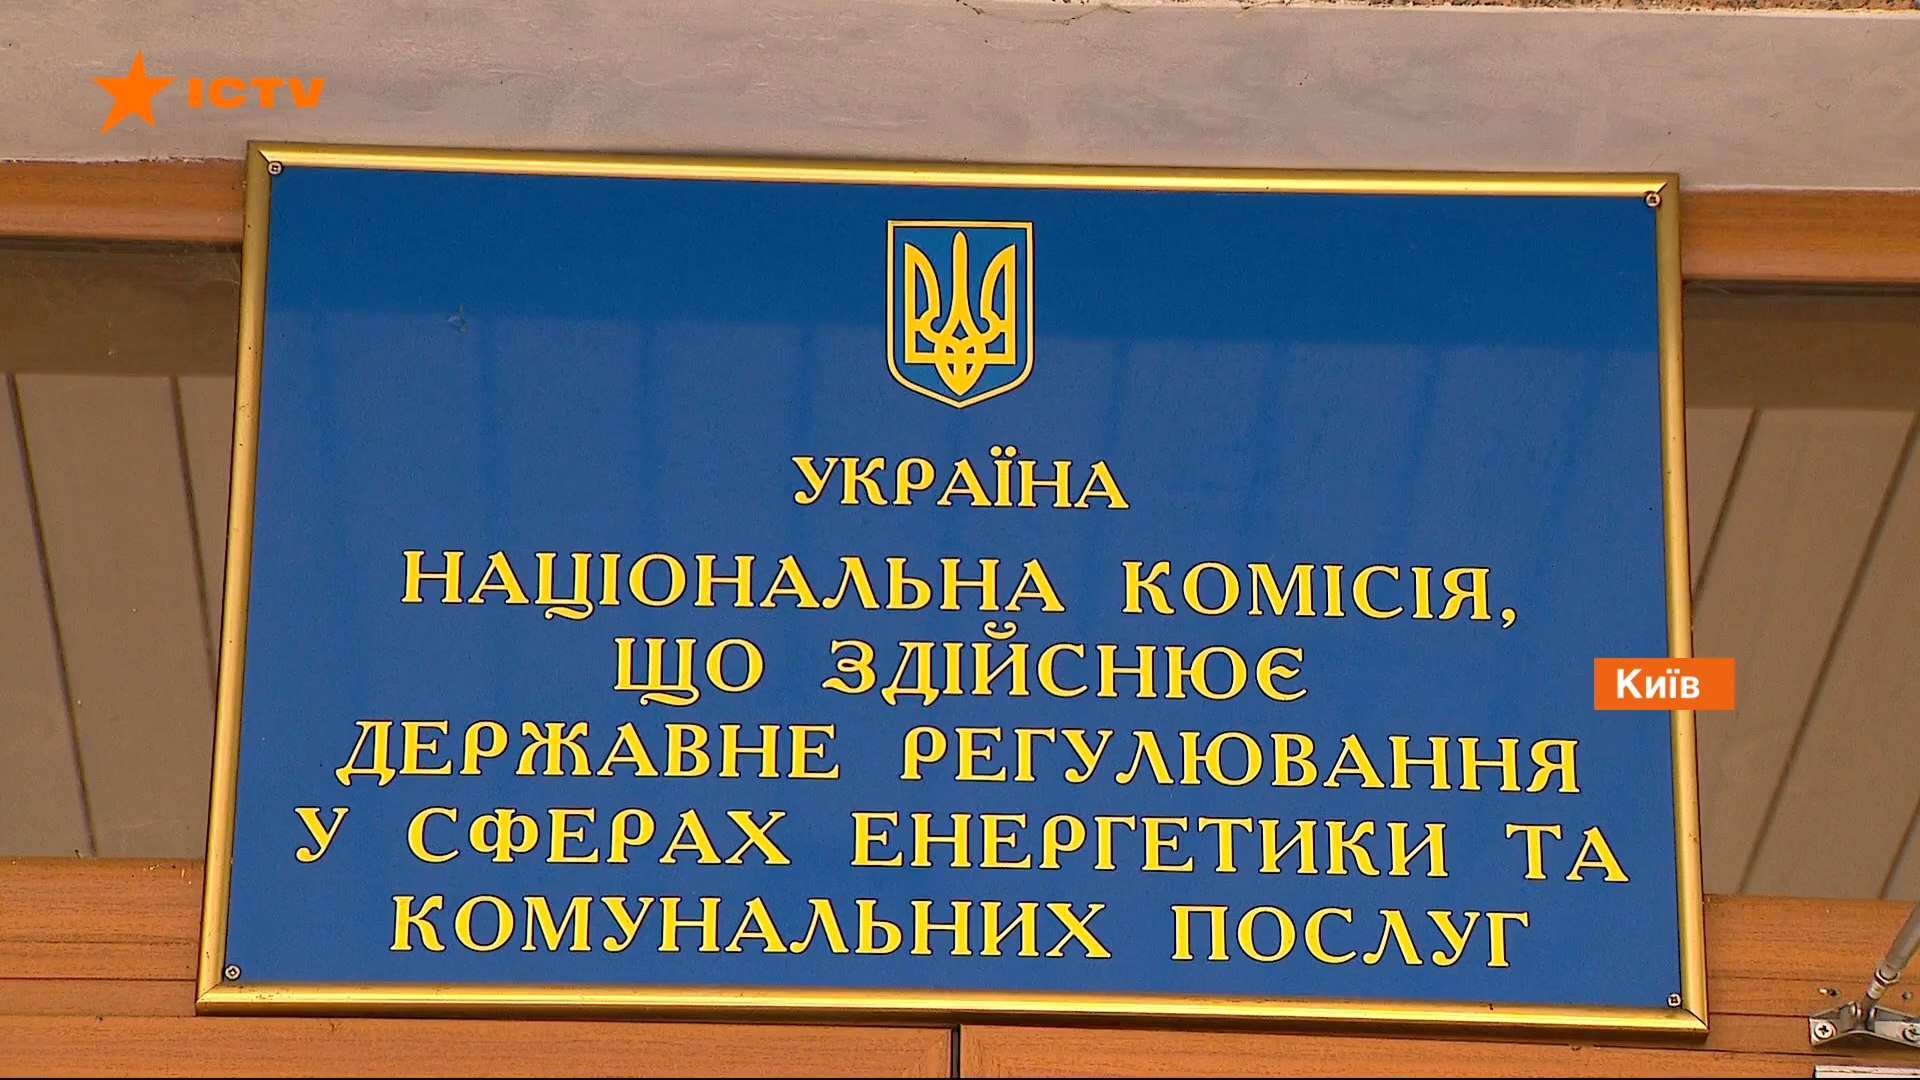 ICTV
УКРАЇНА
НАЦІОНАЛЬНА КОМІСІЯ,
ЩО ЗДІЙСНЮЄ
ДЕРЖАВНЕ РЕГУЛЮВАННЯ
У СФЕРАХ ЕНЕРГЕТИКИ ТА
КОМУНАЛЬНИХ ПОСЛУГ
Київ